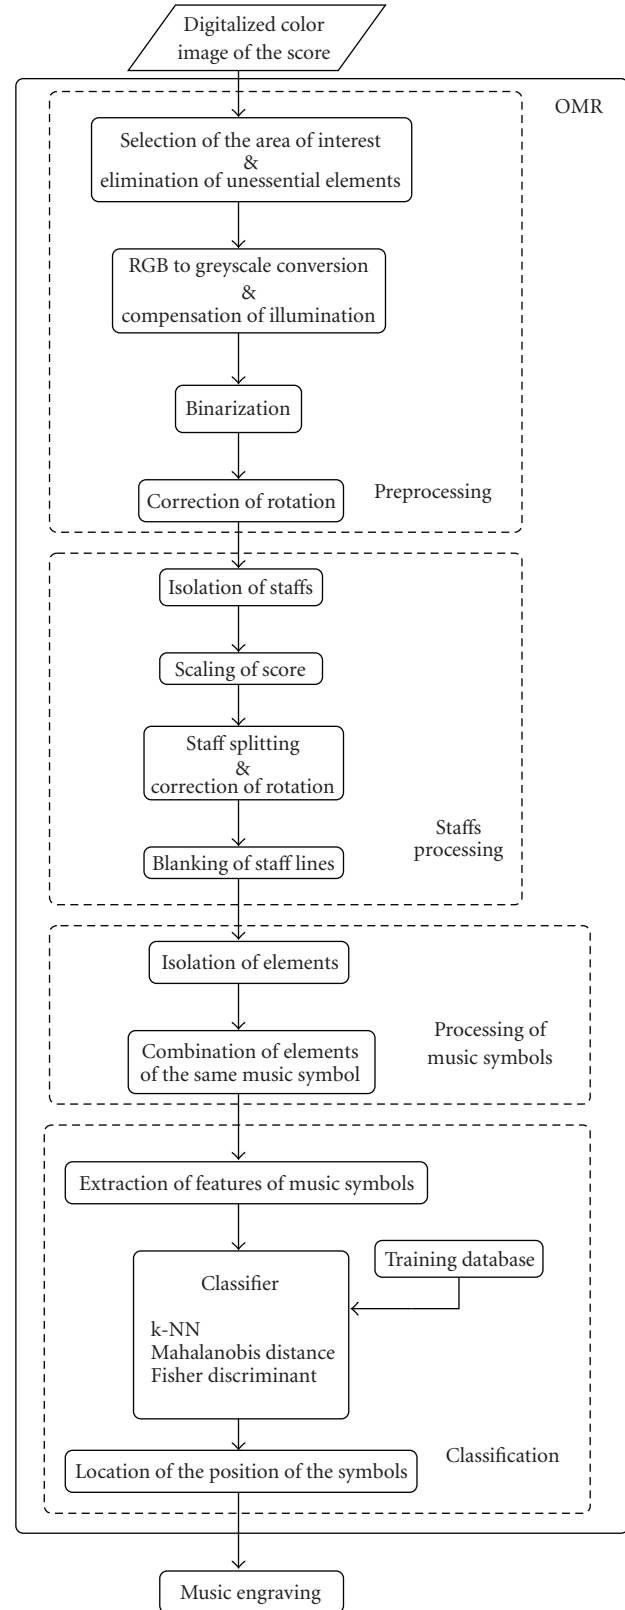 Digitalized color
image of the score
OMR
Selection of the area of interest
&
elimination of unessential elements
RGB to greyscale conversion
&
compensation of illumination
Binarization
Correction of rotation
Preprocessing
Isolation of staffs
Scaling of score
Staff splitting
&
correction of rotation
Staffs
processing
Blanking of staff lines
Isolation of elements
Processing of
music symbols
Combination of elements
of the same music symbol
Extraction of features of music symbols
Training database
Classifier
k-NN
Mahalanobis distance
Fisher discriminant
Classification
Location of the position of the symbols
Music engraving